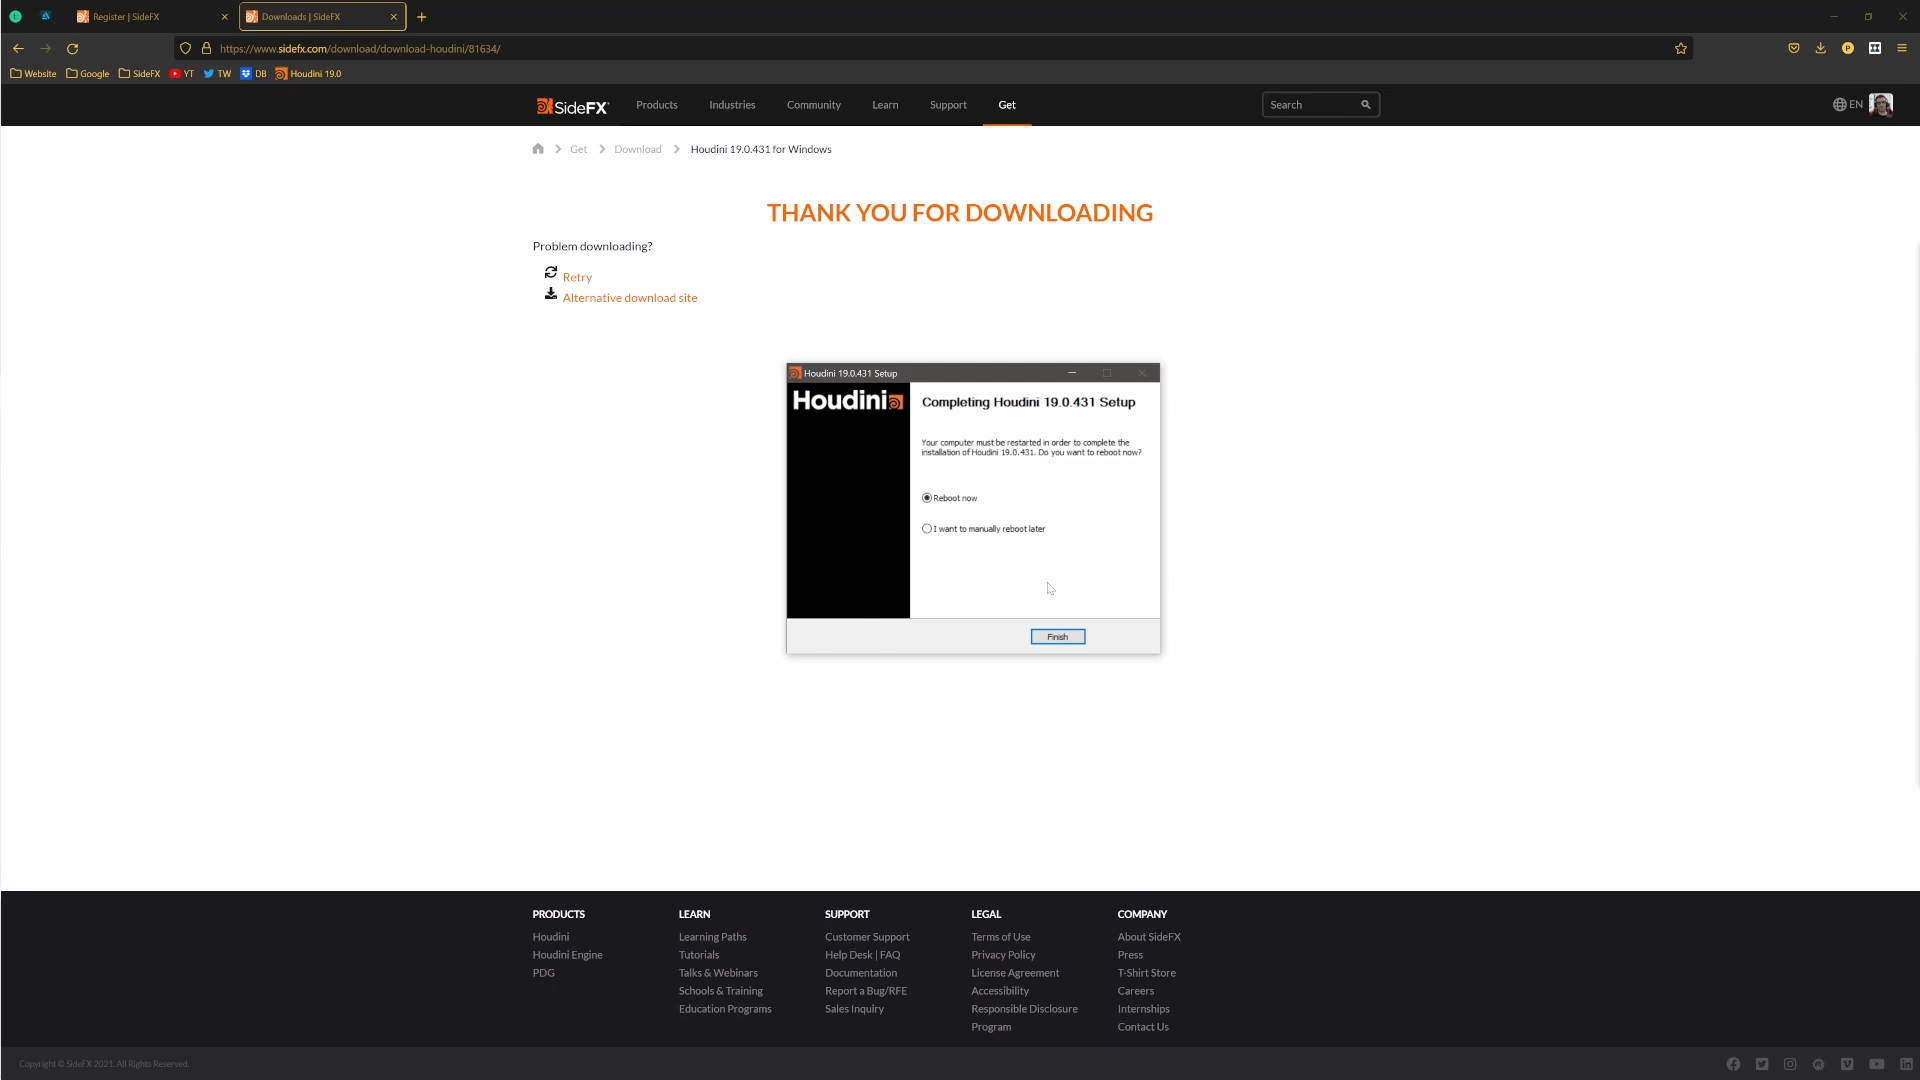 Register | SideFX
Downloads | SideFX
https://www.sidefx.com/download/download-houdini/81634/
Website
Google
SideFX
YT
TW
DB
Houdini 19.0
SideFX
Products
Industries
Community
Learn
Support
Get
Search
EN
Get
Download
Houdini 19.0.431 for Windows
THANK YOU FOR DOWNLOADING
Problem downloading?
Retry
Alternative download site
Houdini 19.0.431 Setup
Houdini
Completing Houdini 19.0.431 Setup
Your computer must be restarted in order to complete the
installation of Houdini 19.0.431. Do you want to reboot now?
Reboot now
I want to manually reboot later
Finish
PRODUCTS
Houdini
Houdini Engine
PDG
LEARN
Learning Paths
Tutorials
Talks & Webinars
Schools & Training
Education Programs
SUPPORT
Customer Support
Help Desk | FAQ
Documentation
Report a Bug/RFE
Sales Inquiry
LEGAL
Terms of Use
Privacy Policy
License Agreement
Accessibility
Responsible Disclosure
Program
COMPANY
About SideFX
Press
T-Shirt Store
Careers
Internships
Contact Us
Copyright © SideFX 2021. All Rights Reserved.